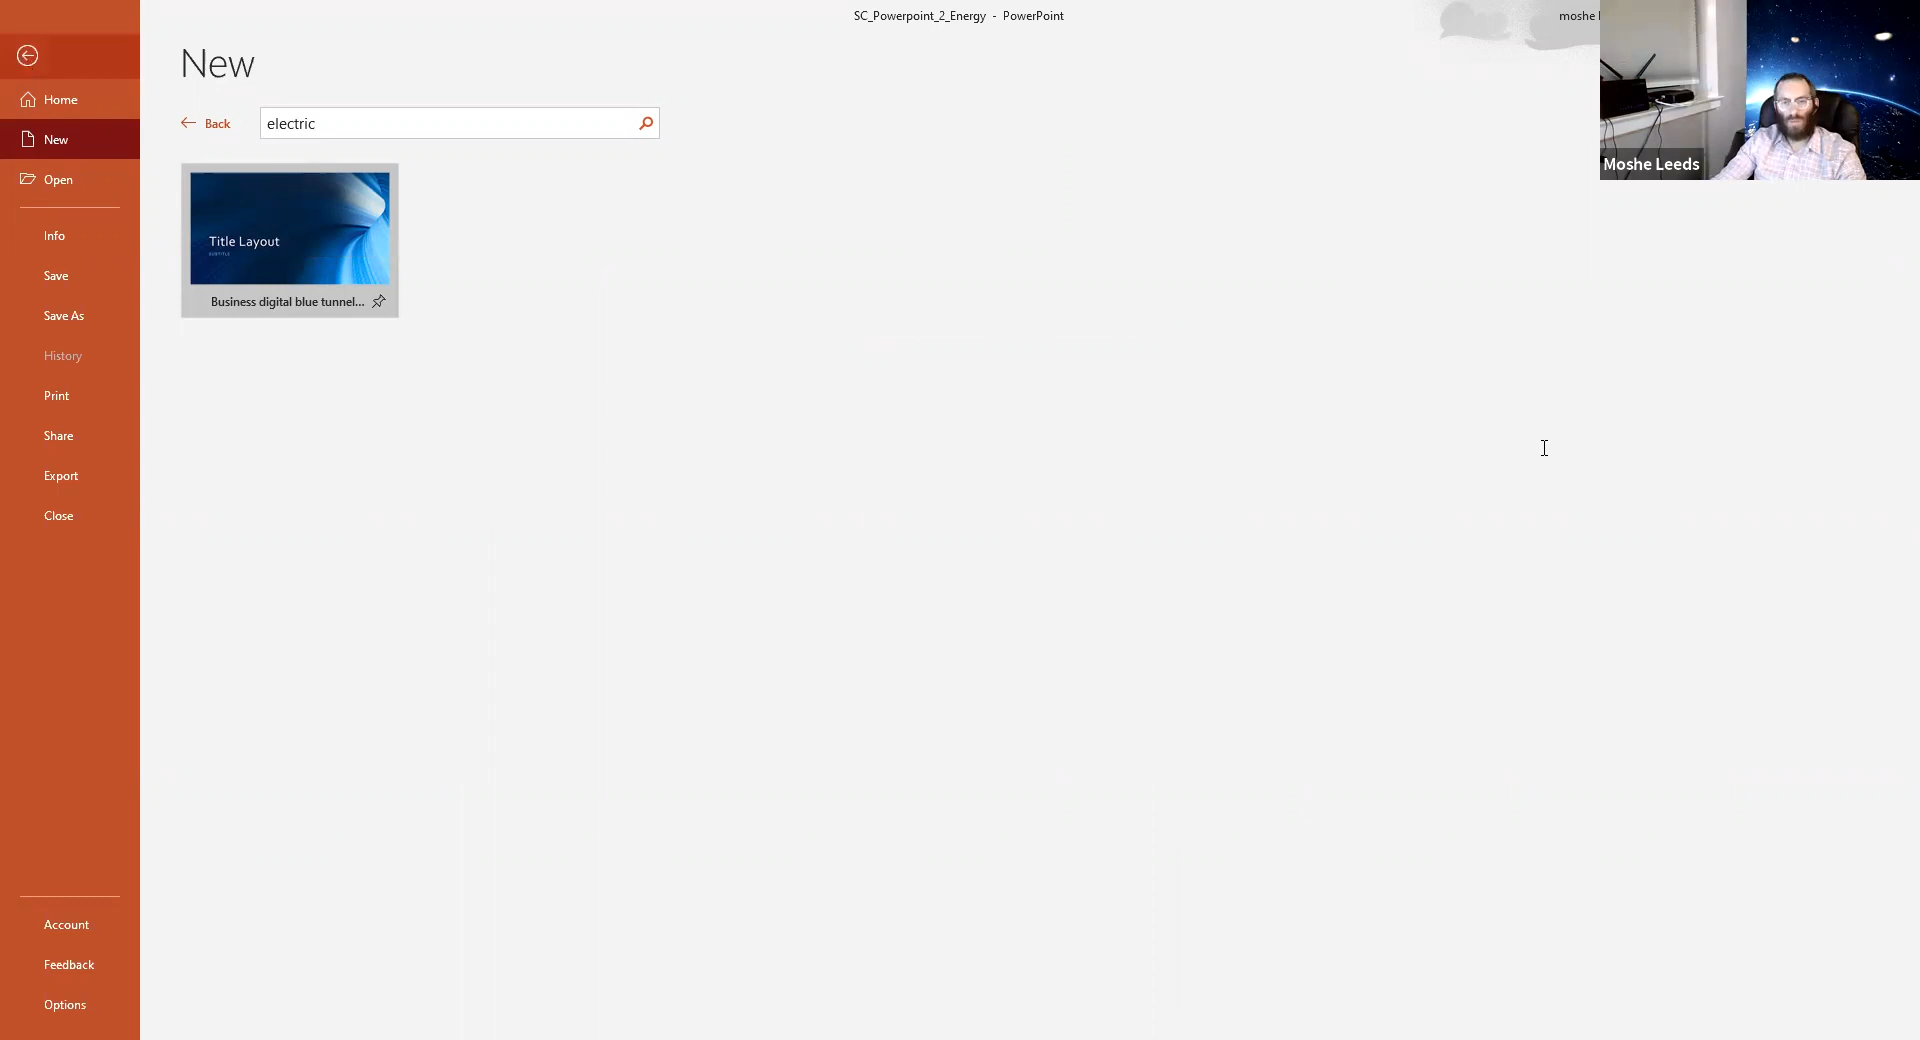 SC_Powerpoint_2_Energy - PowerPoint
moshe
Moshe Leeds
New
Back
electric
Home
New
Open
Info
Save
Save As
History
Print
Share
Export
Close
Account
Feedback
Options
Title Layout
SUBTITLE
Business digital blue tunnel...